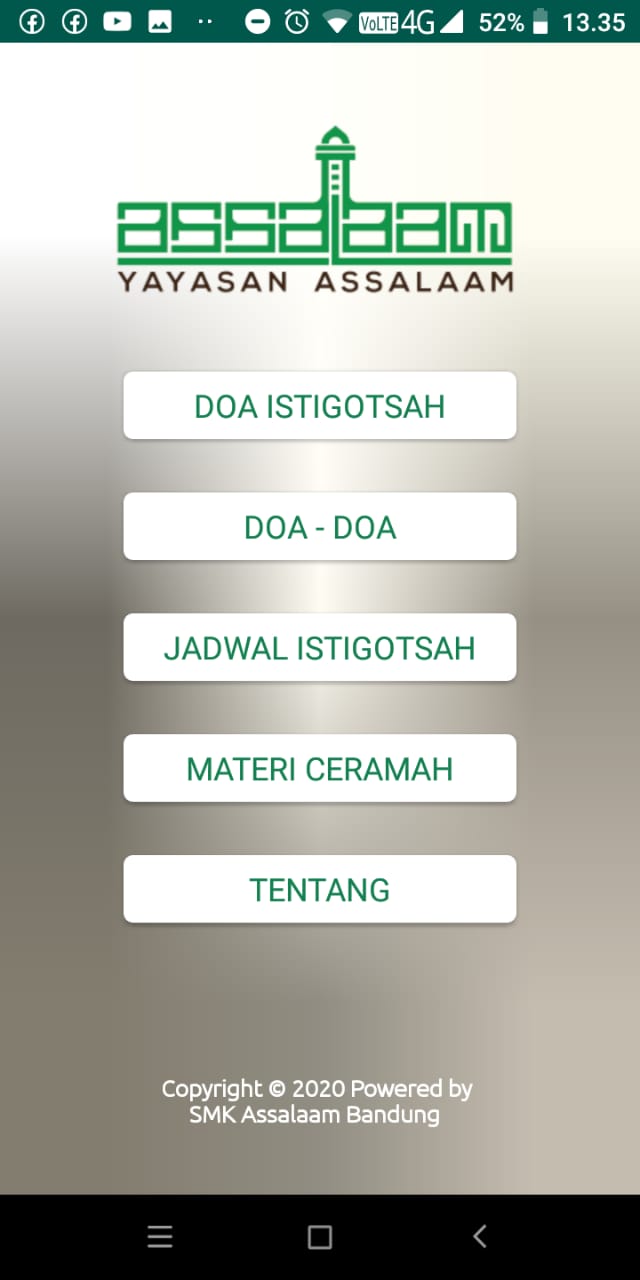 VoLTE 4G 52% 13.35
assalaam
YAYASAN ASSALAAM
DOA ISTIGOTSAH
DOA - DOA
JADWAL ISTIGOTSAH
MATERI CERAMAH
TENTANG
Copyright © 2020 Powered by
SMK Assalaam Bandung